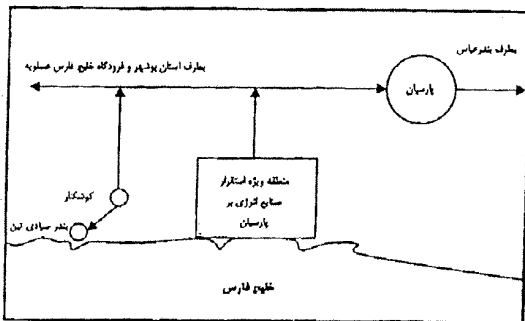 بطرف بندرعباس
بطرف استان بوشهر و فرودگاه خلیج فارس عسلویه
پارسیان
منطقه ویژه استقرار
صنایع انرژی بر
پارسیان
کوشکنار
بندر صیادی تبن
خلیج فارس